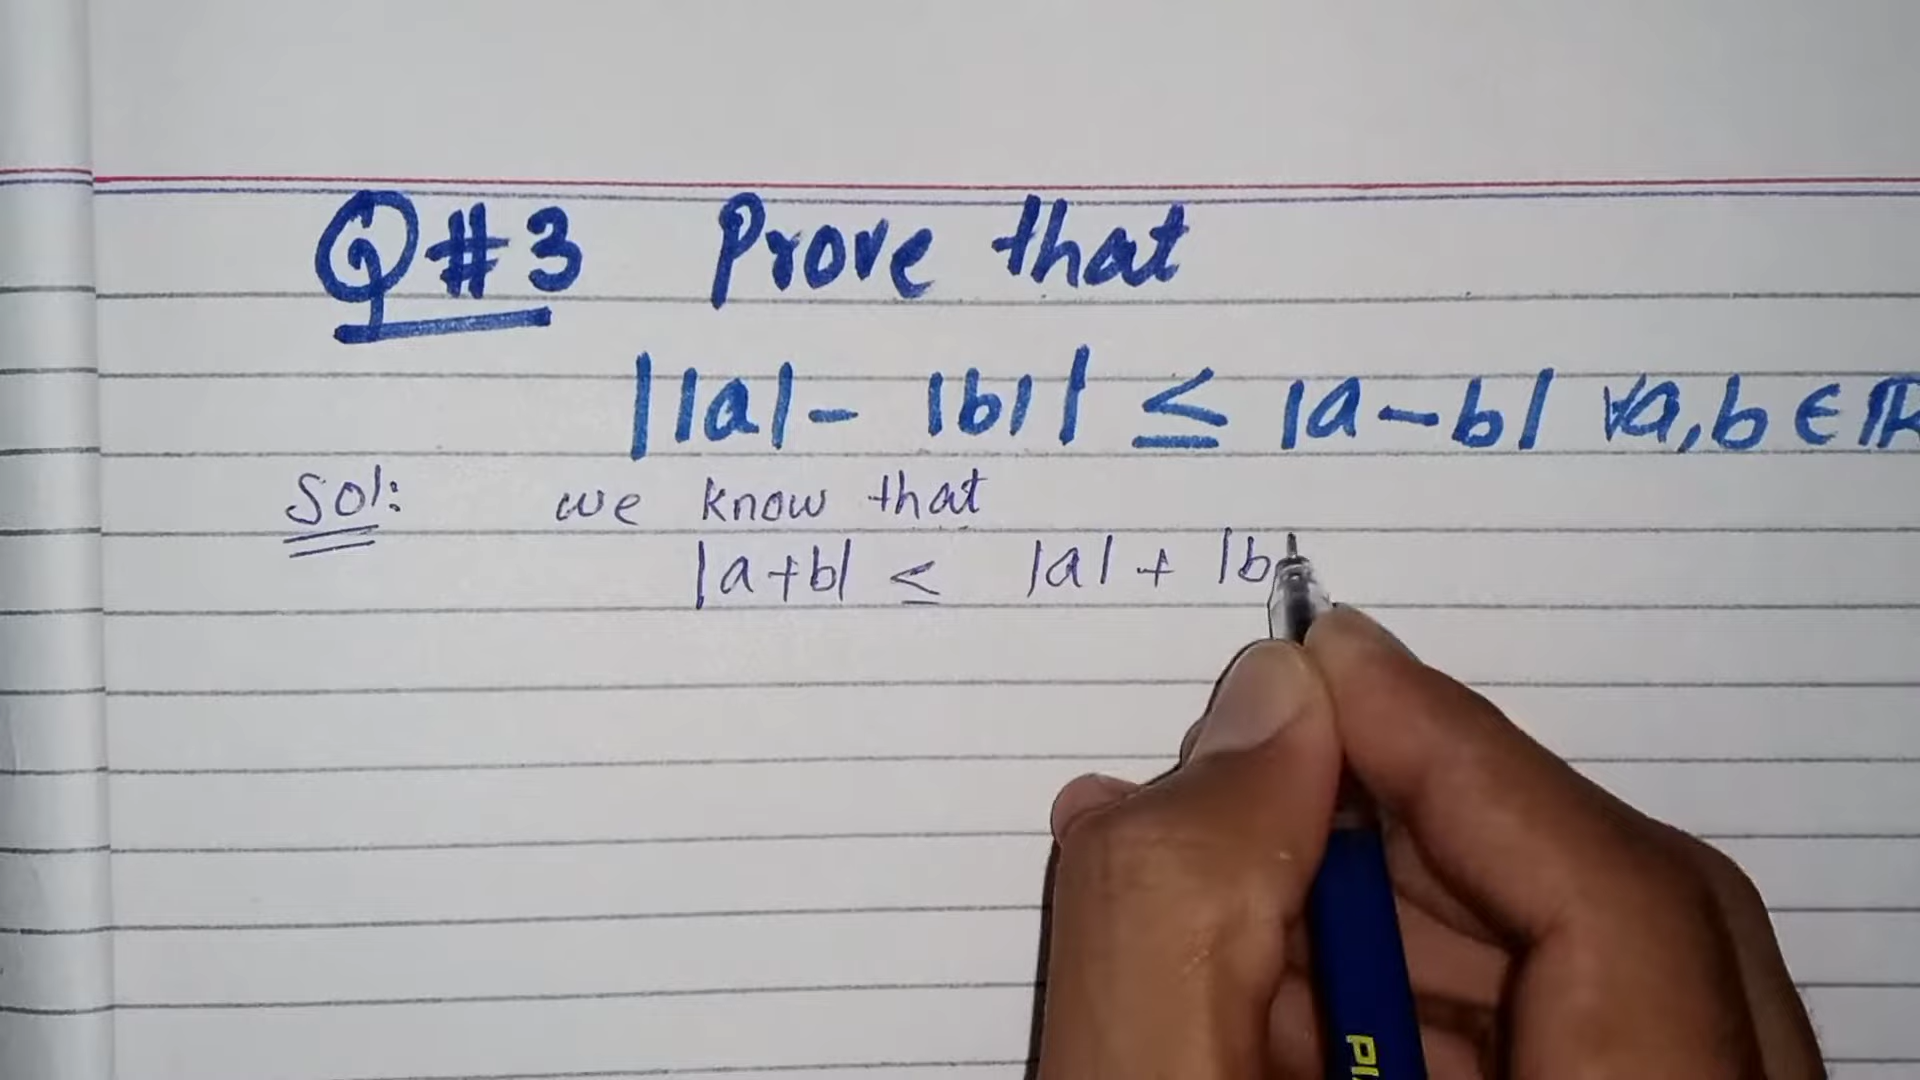 Q#3 Prove that
||a| - |b|| ≤ |a-b| ∀a,b ∈ ℝ
Sol: we know that
|a+b| ≤ |a| + |b